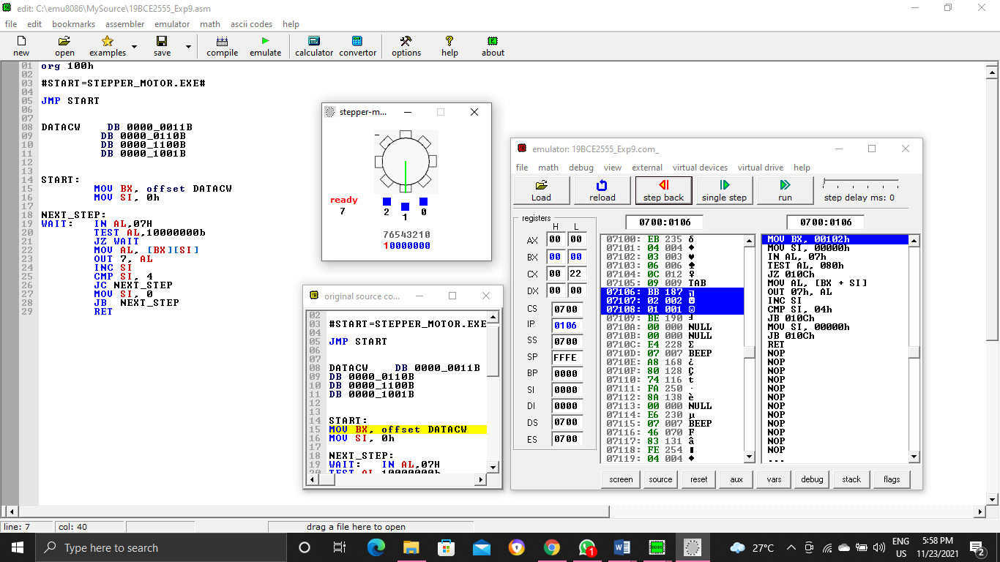 edit: C:\emu8086\MySource\19BCE2555_Exp9.asm
file edit bookmarks assembler emulator math ascii codes help
new open examples save compile emulate calculator convertor options help about
01 org 100h
02
03 #START=STEPPER_MOTOR.EXE#
04
05 JMP START
06
07
08 DATACW DB 0000_0011B
09 DB 0000_0110B
10 DB 0000_1100B
11 DB 0000_1001B
12
13
14 START:
15 MOV BX, offset DATACW
16 MOV SI, 0h
17
18 NEXT_STEP:
19 WAIT: IN AL,07H
20 TEST AL,10000000b
21 JZ WAIT
22 MOV AL, [BX][SI]
23 OUT 7, AL
24 INC SI
25 CMP SI, 4
26 JC NEXT_STEP
27 MOV SI, 0
28 JB NEXT_STEP
29 RET
stepper-m...
ready
7
2 1 0
76543210
10000000
original source co...
02
03 #START=STEPPER_MOTOR.EXE
04
05 JMP START
06
07
08 DATACW DB 0000_0011B
09 DB 0000_0110B
10 DB 0000_1100B
11 DB 0000_1001B
12
13
14 START:
15 MOV BX, offset DATACW
16 MOV SI, 0h
17
18 NEXT_STEP:
19 WAIT: IN AL,07H
20 TEST AL,10000000b
emulator: 19BCE2555_Exp9.com_
file math debug view external virtual devices virtual drive help
Load reload step back single step run step delay ms: 0
registers
H L
AX 00 00
BX 00 00
CX 00 22
DX 00 00
CS 0700
IP 0106
SS 0700
SP FFFE
BP 0000
SI 0000
DI 0000
DS 0700
ES 0700
0700:0106
07100: EB 235 δ
07101: 04 004 ♦
07102: 03 003 ♥
07103: 06 006 ♠
07104: 0C 012 ♀
07105: 09 009 TAB
07106: BB 187 ╗
07107: 02 002 ☻
07108: 01 001 ☺
07109: BE 190 ╛
0710A: 00 000 NULL
0710B: 00 000 NULL
0710C: E4 228 Σ
0710D: 07 007 BEEP
0710E: A8 168 ¿
0710F: 80 128 Ç
07110: 74 116 t
07111: FA 250 ·
07112: 8A 138 è
07113: 00 000 NULL
07114: E6 230 µ
07115: 07 007 BEEP
07116: 46 070 F
07117: 83 131 â
07118: FE 254 ■
07119: 04 004 ♦
0700:0106
MOV BX, 00102h
MOV SI, 00000h
IN AL, 07h
TEST AL, 080h
JZ 010Ch
MOV AL, [BX + SI]
OUT 07h, AL
INC SI
CMP SI, 04h
JB 010Ch
MOV SI, 00000h
JB 010Ch
RET
NOP
NOP
NOP
NOP
NOP
NOP
NOP
NOP
NOP
NOP
NOP
NOP
...
screen source reset aux vars debug stack flags
line: 7 col: 40 drag a file here to open
Type here to search
1
27°C
ENG
US
5:58 PM
11/23/2021
2